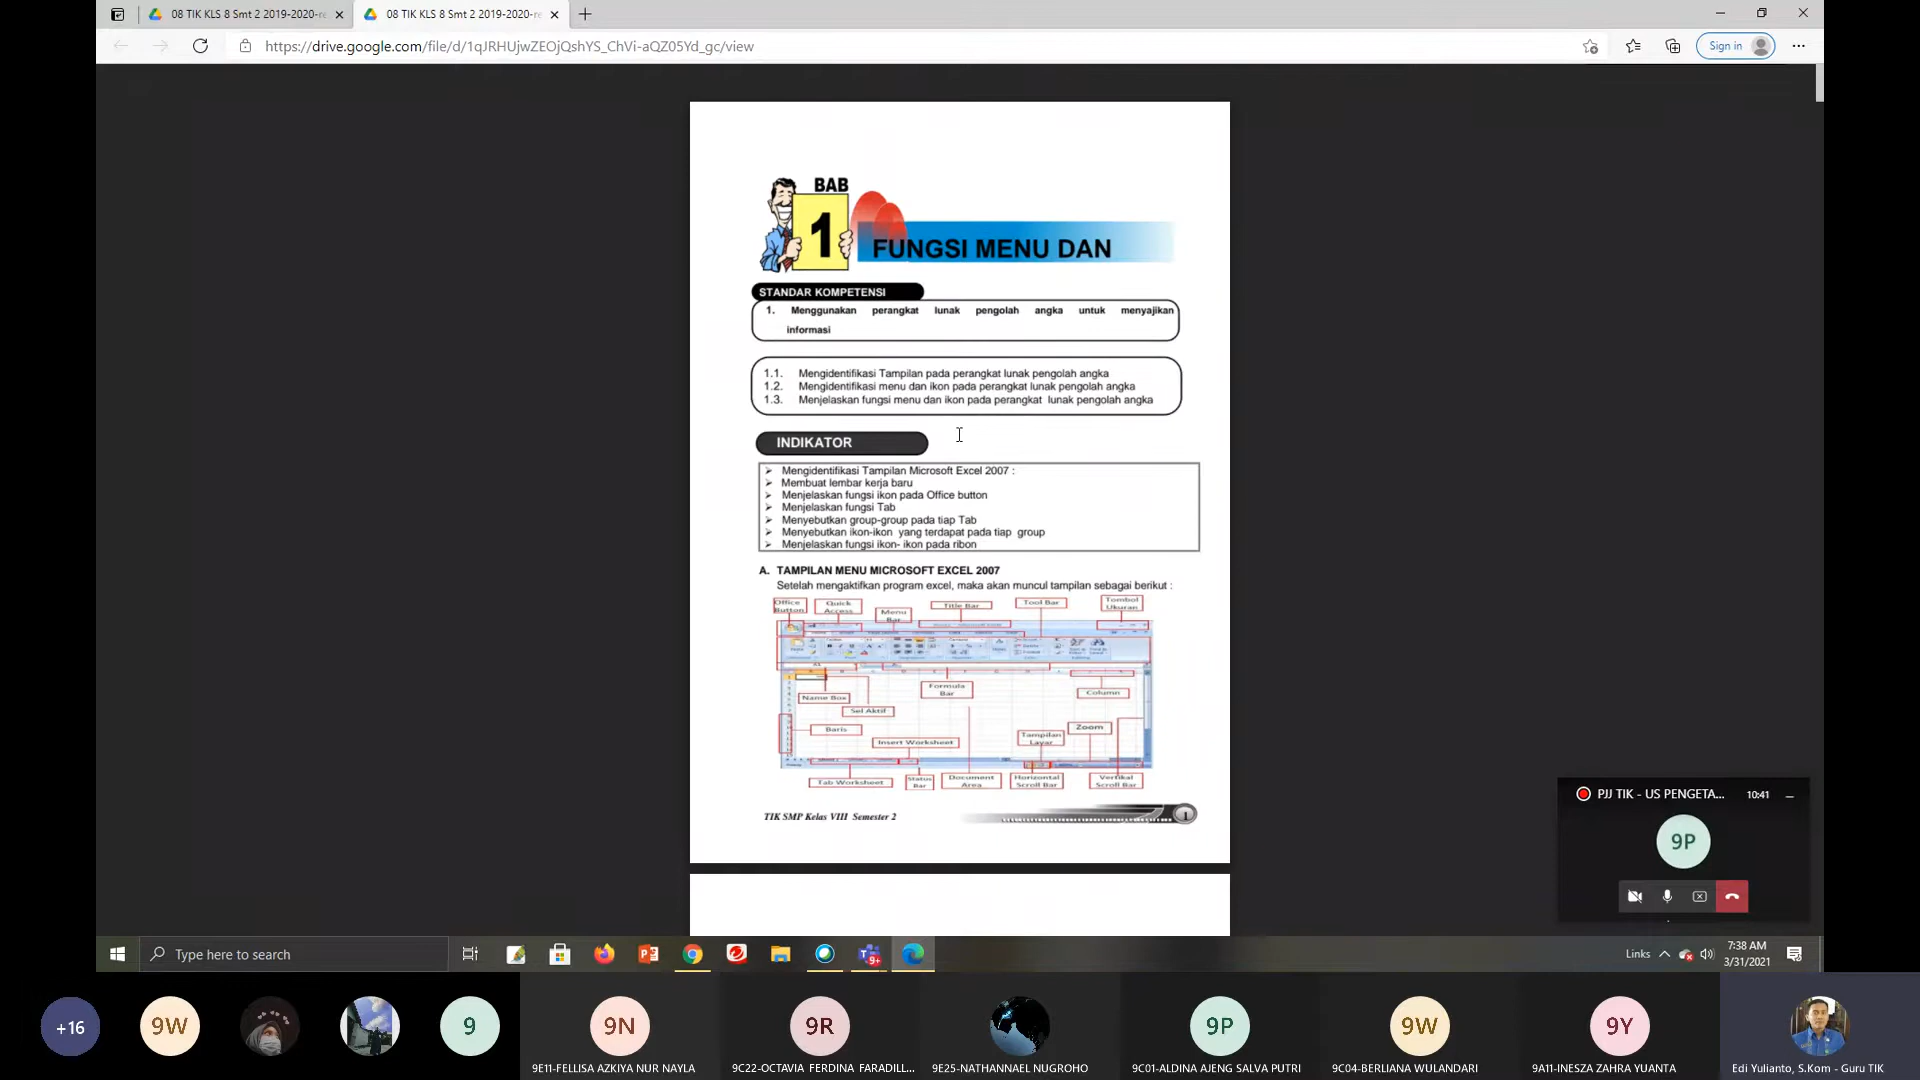 08 TIK KLS 8 Smt 2 2019-2020-re
08 TIK KLS 8 Smt 2 2019-2020-re
https://drive.google.com/file/d/1qJRHUjwZEOjQshYS_ChVi-aQZ05Yd_gc/view
Sign in
BAB
1
FUNGSI MENU DAN
STANDAR KOMPETENSI
1. Menggunakan perangkat lunak pengolah angka untuk menyajikan
informasi
1.1. Mengidentifikasi Tampilan pada perangkat lunak pengolah angka
1.2. Mengidentifikasi menu dan ikon pada perangkat lunak pengolah angka
1.3. Menjelaskan fungsi menu dan ikon pada perangkat lunak pengolah angka
INDIKATOR
➢ Mengidentifikasi Tampilan Microsoft Excel 2007 :
➢ Membuat lembar kerja baru
➢ Menjelaskan fungsi ikon pada Office button
➢ Menjelaskan fungsi Tab
➢ Menyebutkan group-group pada tiap Tab
➢ Menyebutkan ikon-ikon yang terdapat pada tiap group
➢ Menjelaskan fungsi ikon- ikon pada ribon
A. TAMPILAN MENU MICROSOFT EXCEL 2007
Setelah mengaktifkan program excel, maka akan muncul tampilan sebagai berikut :
Office Button
Quick Access
Menu Bar
Title Bar
Tool Bar
Tombol Ukuran
Name Box
Formula Bar
Column
Sel Aktif
Baris
Insert Worksheet
Tampilan Layar
Zoom
Tab Worksheet
Status Bar
Document Area
Horizontal Scroll Bar
Vertikal Scroll Bar
TIK SMP Kelas VIII Semester 2
1
PJJ TIK - US PENGETA...
10:41
9P
Type here to search
9+
Links
7:38 AM
3/31/2021
+16
9W
9
9N
9R
9P
9W
9Y
9E11-FELLISA AZKIYA NUR NAYLA
9C22-OCTAVIA FERDINA FARADILL...
9E25-NATHANNAEL NUGROHO
9C01-ALDINA AJENG SALVA PUTRI
9C04-BERLIANA WULANDARI
9A11-INESZA ZAHRA YUANTA
Edi Yulianto, S.Kom - Guru TIK